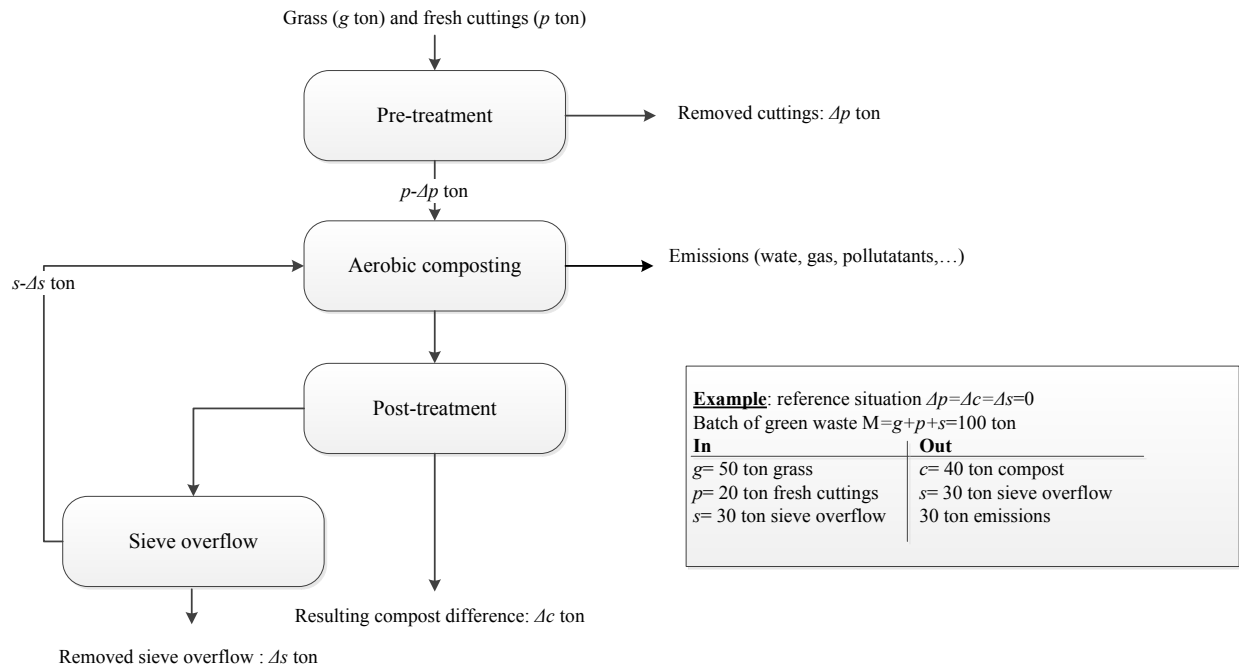 Grass (g ton) and fresh cuttings (p ton)
Pre-treatment
Removed cuttings: Δp ton
p-Δp ton
Aerobic composting
Emissions (wate, gas, pollutatants,…)
s-Δs ton
Post-treatment
Sieve overflow
Resulting compost difference: Δc ton
Removed sieve overflow : Δs ton
Example: reference situation Δp=Δc=Δs=0
Batch of green waste M=g+p+s=100 ton
In Out
g= 50 ton grass c= 40 ton compost
p= 20 ton fresh cuttings s= 30 ton sieve overflow
s= 30 ton sieve overflow 30 ton emissions